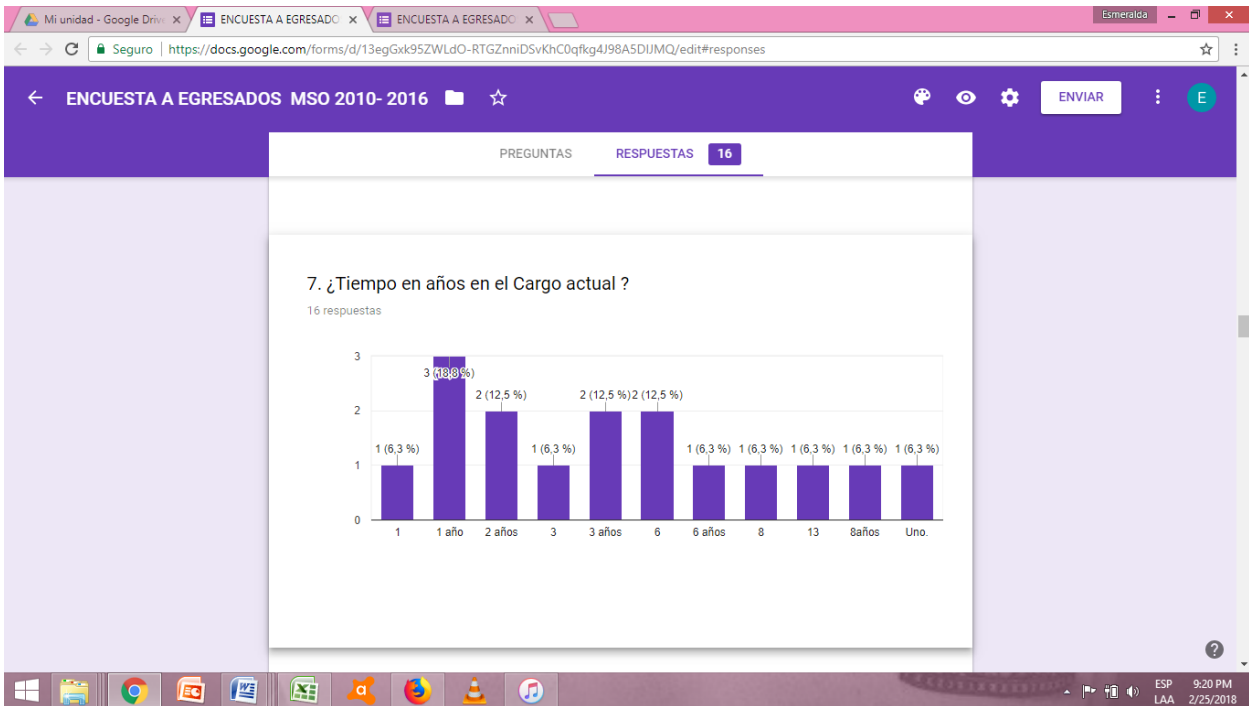 Mi unidad - Google Drive
ENCUESTA A EGRESADO
ENCUESTA A EGRESADO
Esmeralda
Seguro | https://docs.google.com/forms/d/13egGxk95ZWLdO-RTGZnniDSvKhC0qfkg4J98A5DIJMQ/edit#responses
ENCUESTA A EGRESADOS MSO 2010- 2016
ENVIAR
E
PREGUNTAS
RESPUESTAS 16
7. ¿Tiempo en años en el Cargo actual ?
16 respuestas
3
2
1
0
1 (6,3 %)
3 (18,8 %)
2 (12,5 %)
1 (6,3 %)
2 (12,5 %)
2 (12,5 %)
1 (6,3 %)
1 (6,3 %)
1 (6,3 %)
1 (6,3 %)
1 (6,3 %)
1
1 año
2 años
3
3 años
6
6 años
8
13
8años
Uno.
ESP
LAA
9:20 PM
2/25/2018